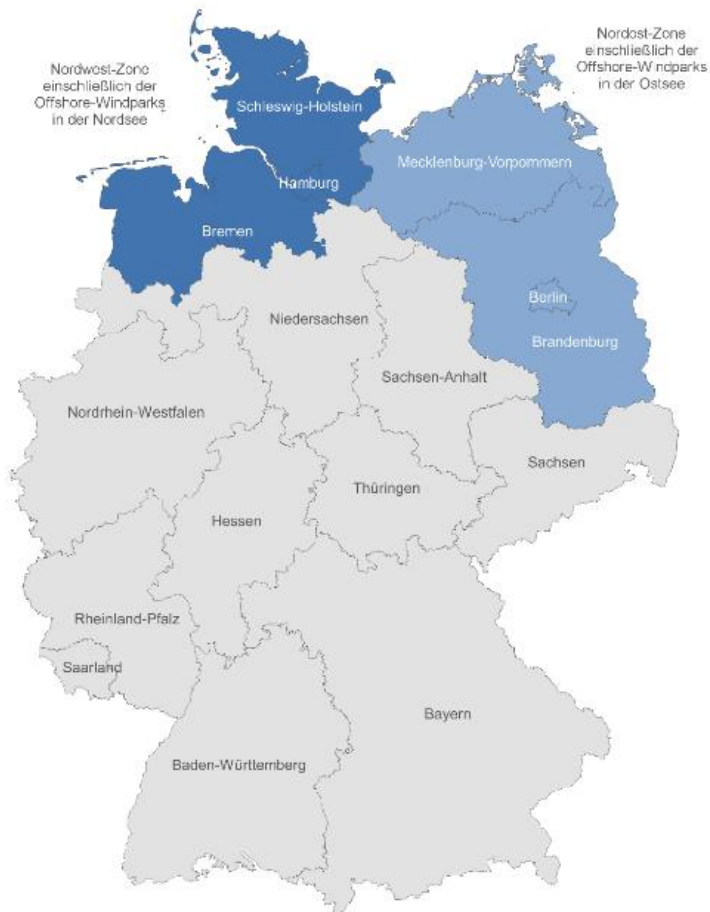 Nordwest-Zone
einschließlich der
Offshore-Windparks
in der Nordsee
Nordost-Zone
einschließlich der
Offshore-Windparks
in der Ostsee
Schleswig-Holstein
Mecklenburg-Vorpommern
Hamburg
Bremen
Berlin
Niedersachsen
Brandenburg
Sachsen-Anhalt
Nordrhein-Westfalen
Sachsen
Thüringen
Hessen
Rheinland-Pfalz
Saarland
Bayern
Baden-Württemberg